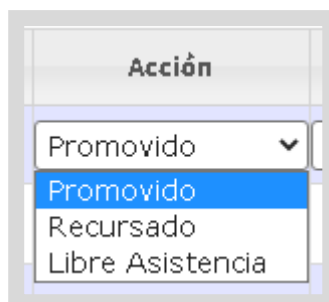 Acción
Promovido
Promovido
Recursado
Libre Asistencia